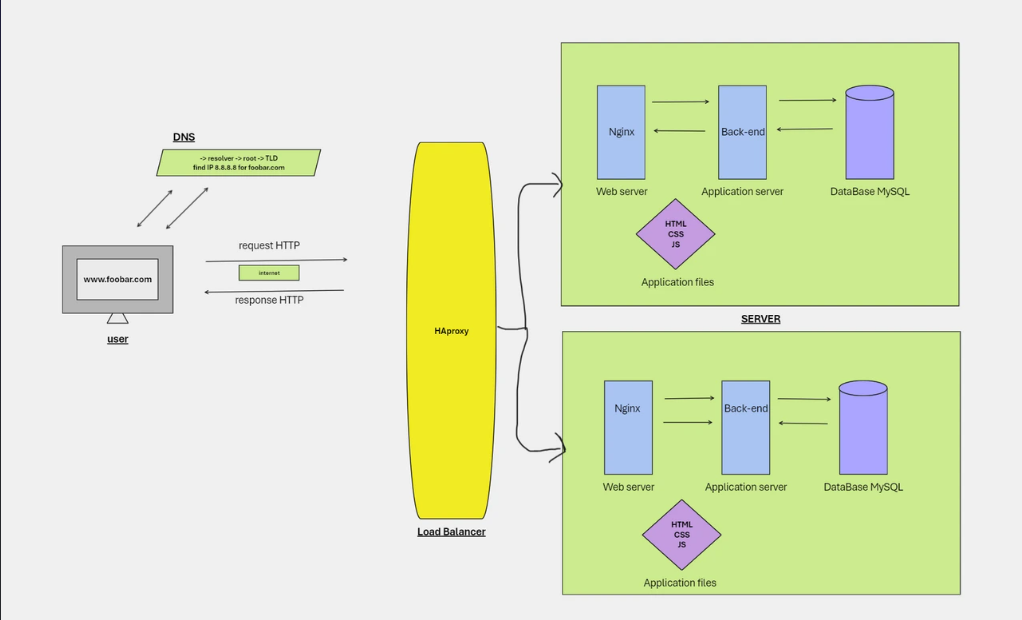 DNS
-> resolver -> root -> TLD
find IP 8.8.8.8 for foobar.com
www.foobar.com
user
request HTTP
internet
response HTTP
HAproxy
Load Balancer
Nginx
Back-end
Web server
Application server
DataBase MySQL
HTML
CSS
JS
Application files
SERVER
Nginx
Back-end
Web server
Application server
DataBase MySQL
HTML
CSS
JS
Application files